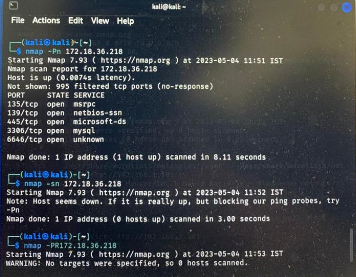 kali@kali: ~
File Actions Edit View Help
┌──(kali㉿kali)-[~]
└─$ nmap -Pn 172.18.36.218
Starting Nmap 7.93 ( https://nmap.org ) at 2023-05-04 11:51 IST
Nmap scan report for 172.18.36.218
Host is up (0.0074s latency).
Not shown: 995 filtered tcp ports (no-response)
PORT STATE SERVICE
135/tcp open msrpc
139/tcp open netbios-ssn
445/tcp open microsoft-ds
3306/tcp open mysql
6646/tcp open unknown
Nmap done: 1 IP address (1 host up) scanned in 8.11 seconds
┌──(kali㉿kali)-[~]
└─$ nmap -sn 172.18.36.218
Starting Nmap 7.93 ( https://nmap.org ) at 2023-05-04 11:52 IST
Note: Host seems down. If it is really up, but blocking our ping probes, try
-Pn
Nmap done: 1 IP address (0 hosts up) scanned in 3.00 seconds
┌──(kali㉿kali)-[~]
└─$ nmap -PR172.18.36.218
Starting Nmap 7.93 ( https://nmap.org ) at 2023-05-04 11:53 IST
WARNING: No targets were specified, so 0 hosts scanned.